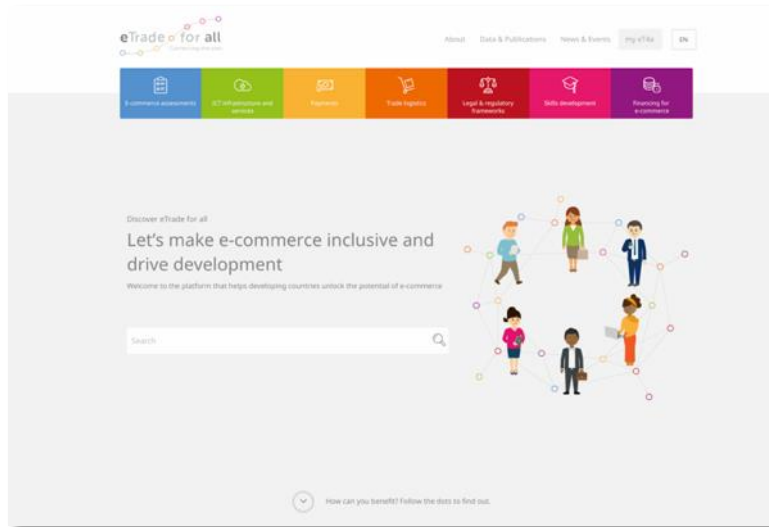 eTrade for all
Connecting the dots
About Data & Publications News & Events my eT4a EN
E-commerce assessments
ICT infrastructure and
services
Payments
Trade logistics
Legal & regulatory
frameworks
Skills development
Financing for
e-commerce
Discover eTrade for all
Let's make e-commerce inclusive and
drive development
Welcome to the platform that helps developing countries unlock the potential of e-commerce
Search
How can you benefit? Follow the dots to find out.